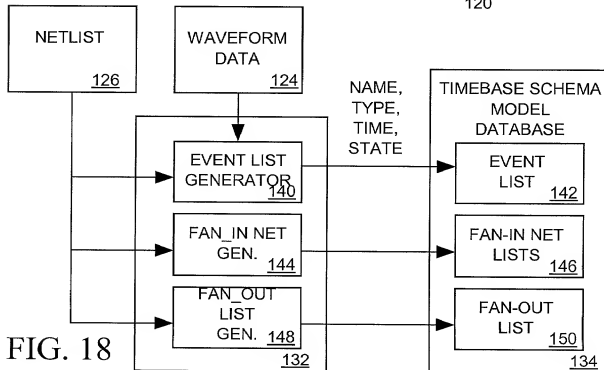 120
NETLIST
126
WAVEFORM
DATA
124
NAME,
TYPE,
TIME,
STATE
TIMEBASE SCHEMA
MODEL
DATABASE
EVENT LIST
GENERATOR
140
EVENT
LIST
142
FAN_IN NET
GEN.
144
FAN-IN NET
LISTS
146
FAN_OUT
LIST
GEN.
148
FAN-OUT
LIST
150
FIG. 18
132
134